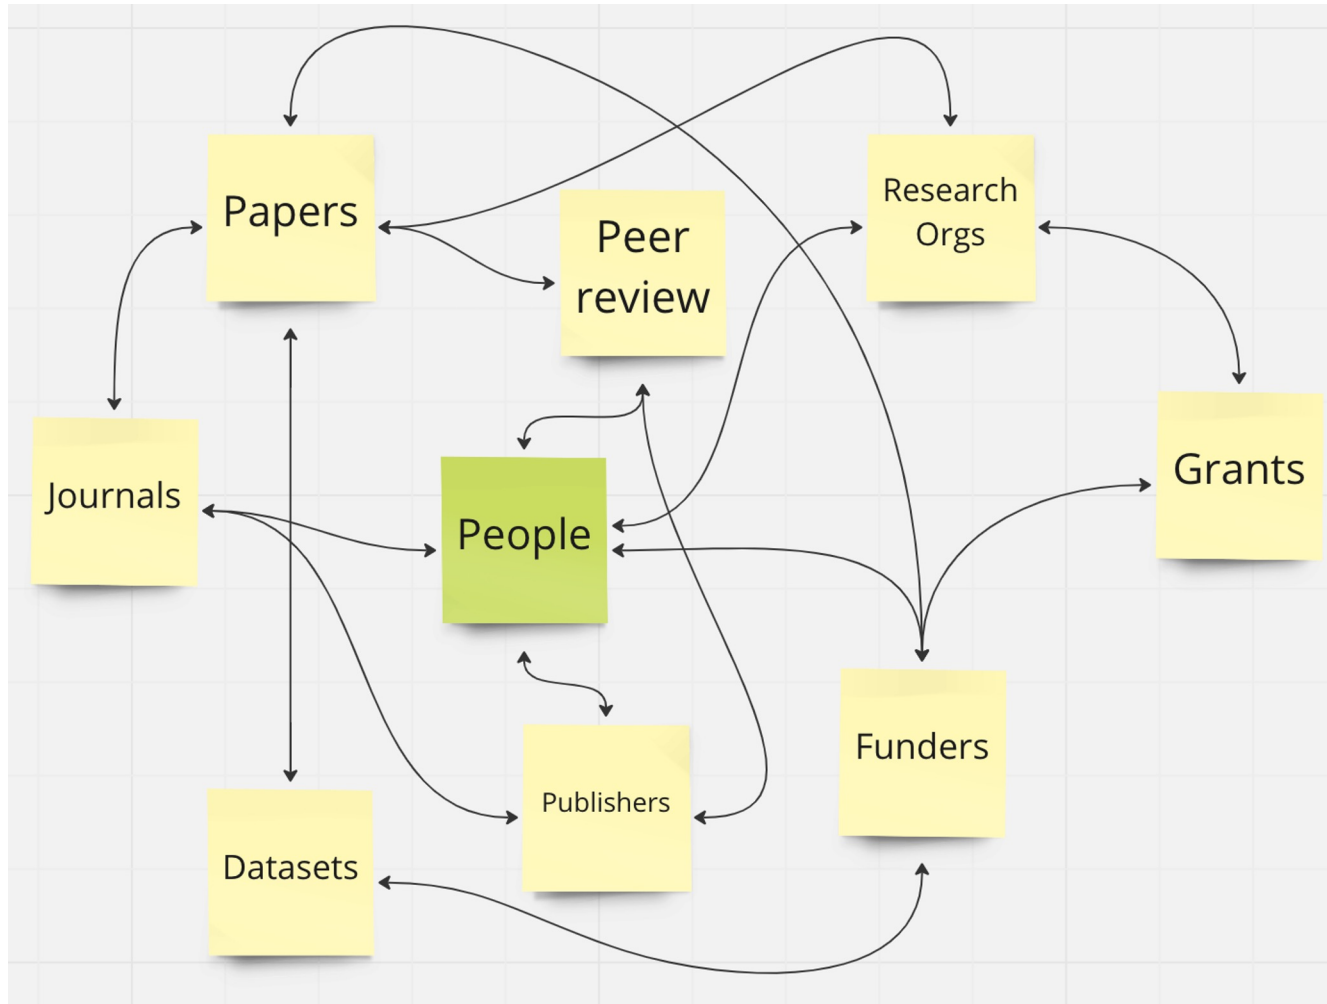 Papers
Peer
review
Research
Orgs
Journals
People
Grants
Publishers
Funders
Datasets